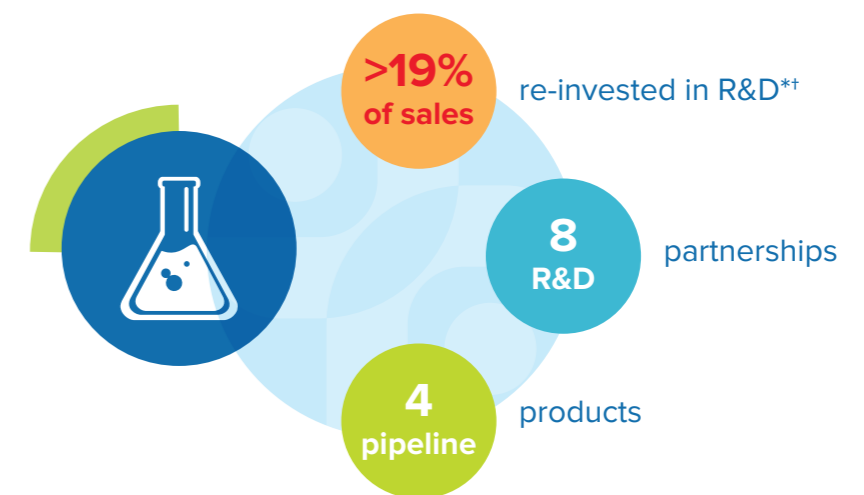 >19%
of sales
re-invested in R&D*†
8
R&D
partnerships
4
pipeline
products